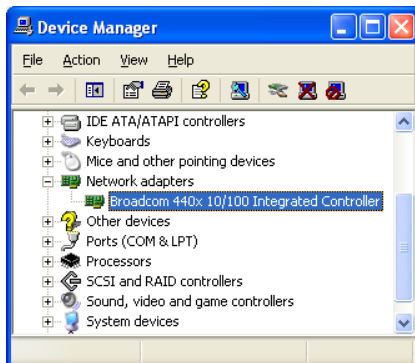 Device Manager
File Action View Help
IDE ATA/ATAPI controllers
Keyboards
Mice and other pointing devices
Network adapters
Broadcom 440x 10/100 Integrated Controller
Other devices
Ports (COM & LPT)
Processors
SCSI and RAID controllers
Sound, video and game controllers
System devices